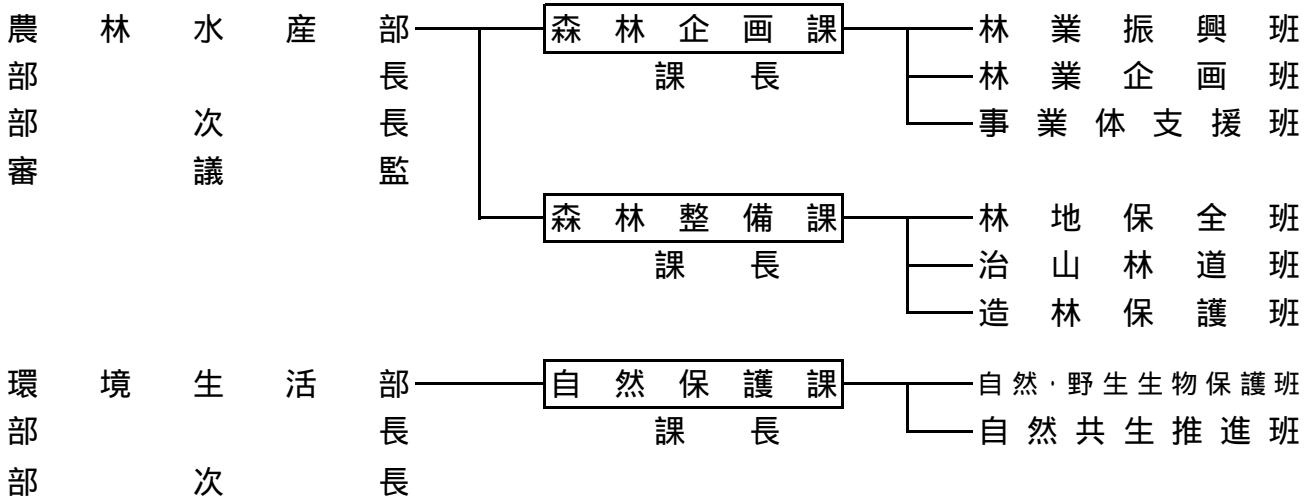 農林水産部 森林企画課 林業振興班
部長 課長 林業企画班
部次長 事業体支援班
審議監
森林整備課 林地保全班
課長 治山林道班
造林保護班
環境生活部 自然保護課 自然・野生生物保護班
部長 課長 自然共生推進班
部次長